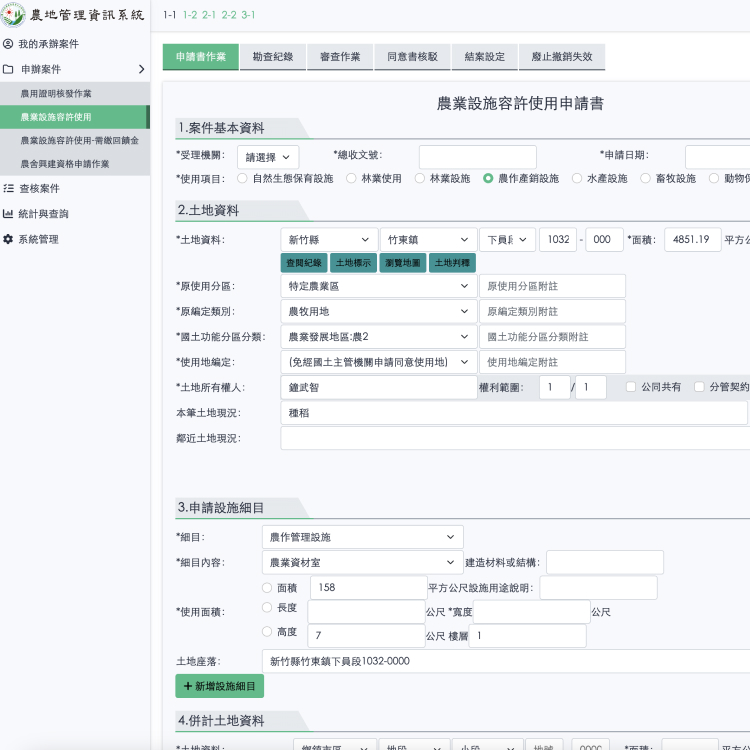 農地管理資訊系統
1-1 1-2 2-1 2-2 3-1
我的承辦案件
申辦案件
農用證明核發作業
農業設施容許使用
農業設施容許使用-需繳回饋金
農舍興建資格申請作業
查核案件
統計與查詢
系統管理
申請書作業 勘查紀錄 審查作業 同意書核駁 結案設定 廢止撤銷失效
農業設施容許使用申請書
1.案件基本資料
*受理機關: 請選擇 *總收文號: *申請日期:
*使用項目: 自然生態保育設施 林業使用 林業設施 農作產銷設施 水產設施 畜牧設施 動物保
2.土地資料
*土地資料: 新竹縣 竹東鎮 下員段 1032 - 000 *面積: 4851.19 平方公
查閱紀錄 土地標示 瀏覽地圖 土地判釋
*原使用分區: 特定農業區 原使用分區附註
*原編定類別: 農牧用地 原編定類別附註
*國土功能分區分類: 農業發展地區:農2 國土功能分區分類附註
*使用地編定: (免經國土主管機關申請同意使用地) 使用地編定附註
*土地所有權人: 鐘武智 權利範圍: 1 / 1 公同共有 分管契約
本筆土地現況: 種稻
鄰近土地現況:
3.申請設施細目
*細目: 農作管理設施
*細目內容: 農業資材室 建造材料或結構:
面積 158 平方公尺設施用途說明:
*使用面積: 長度 公尺 *寬度 公尺
高度 7 公尺 樓層 1
土地座落: 新竹縣竹東鎮下員段1032-0000
+ 新增設施細目
4.併計土地資料
*土地資料: 鄉鎮市區 地段 小段 地號 0000 *面積: 平方公